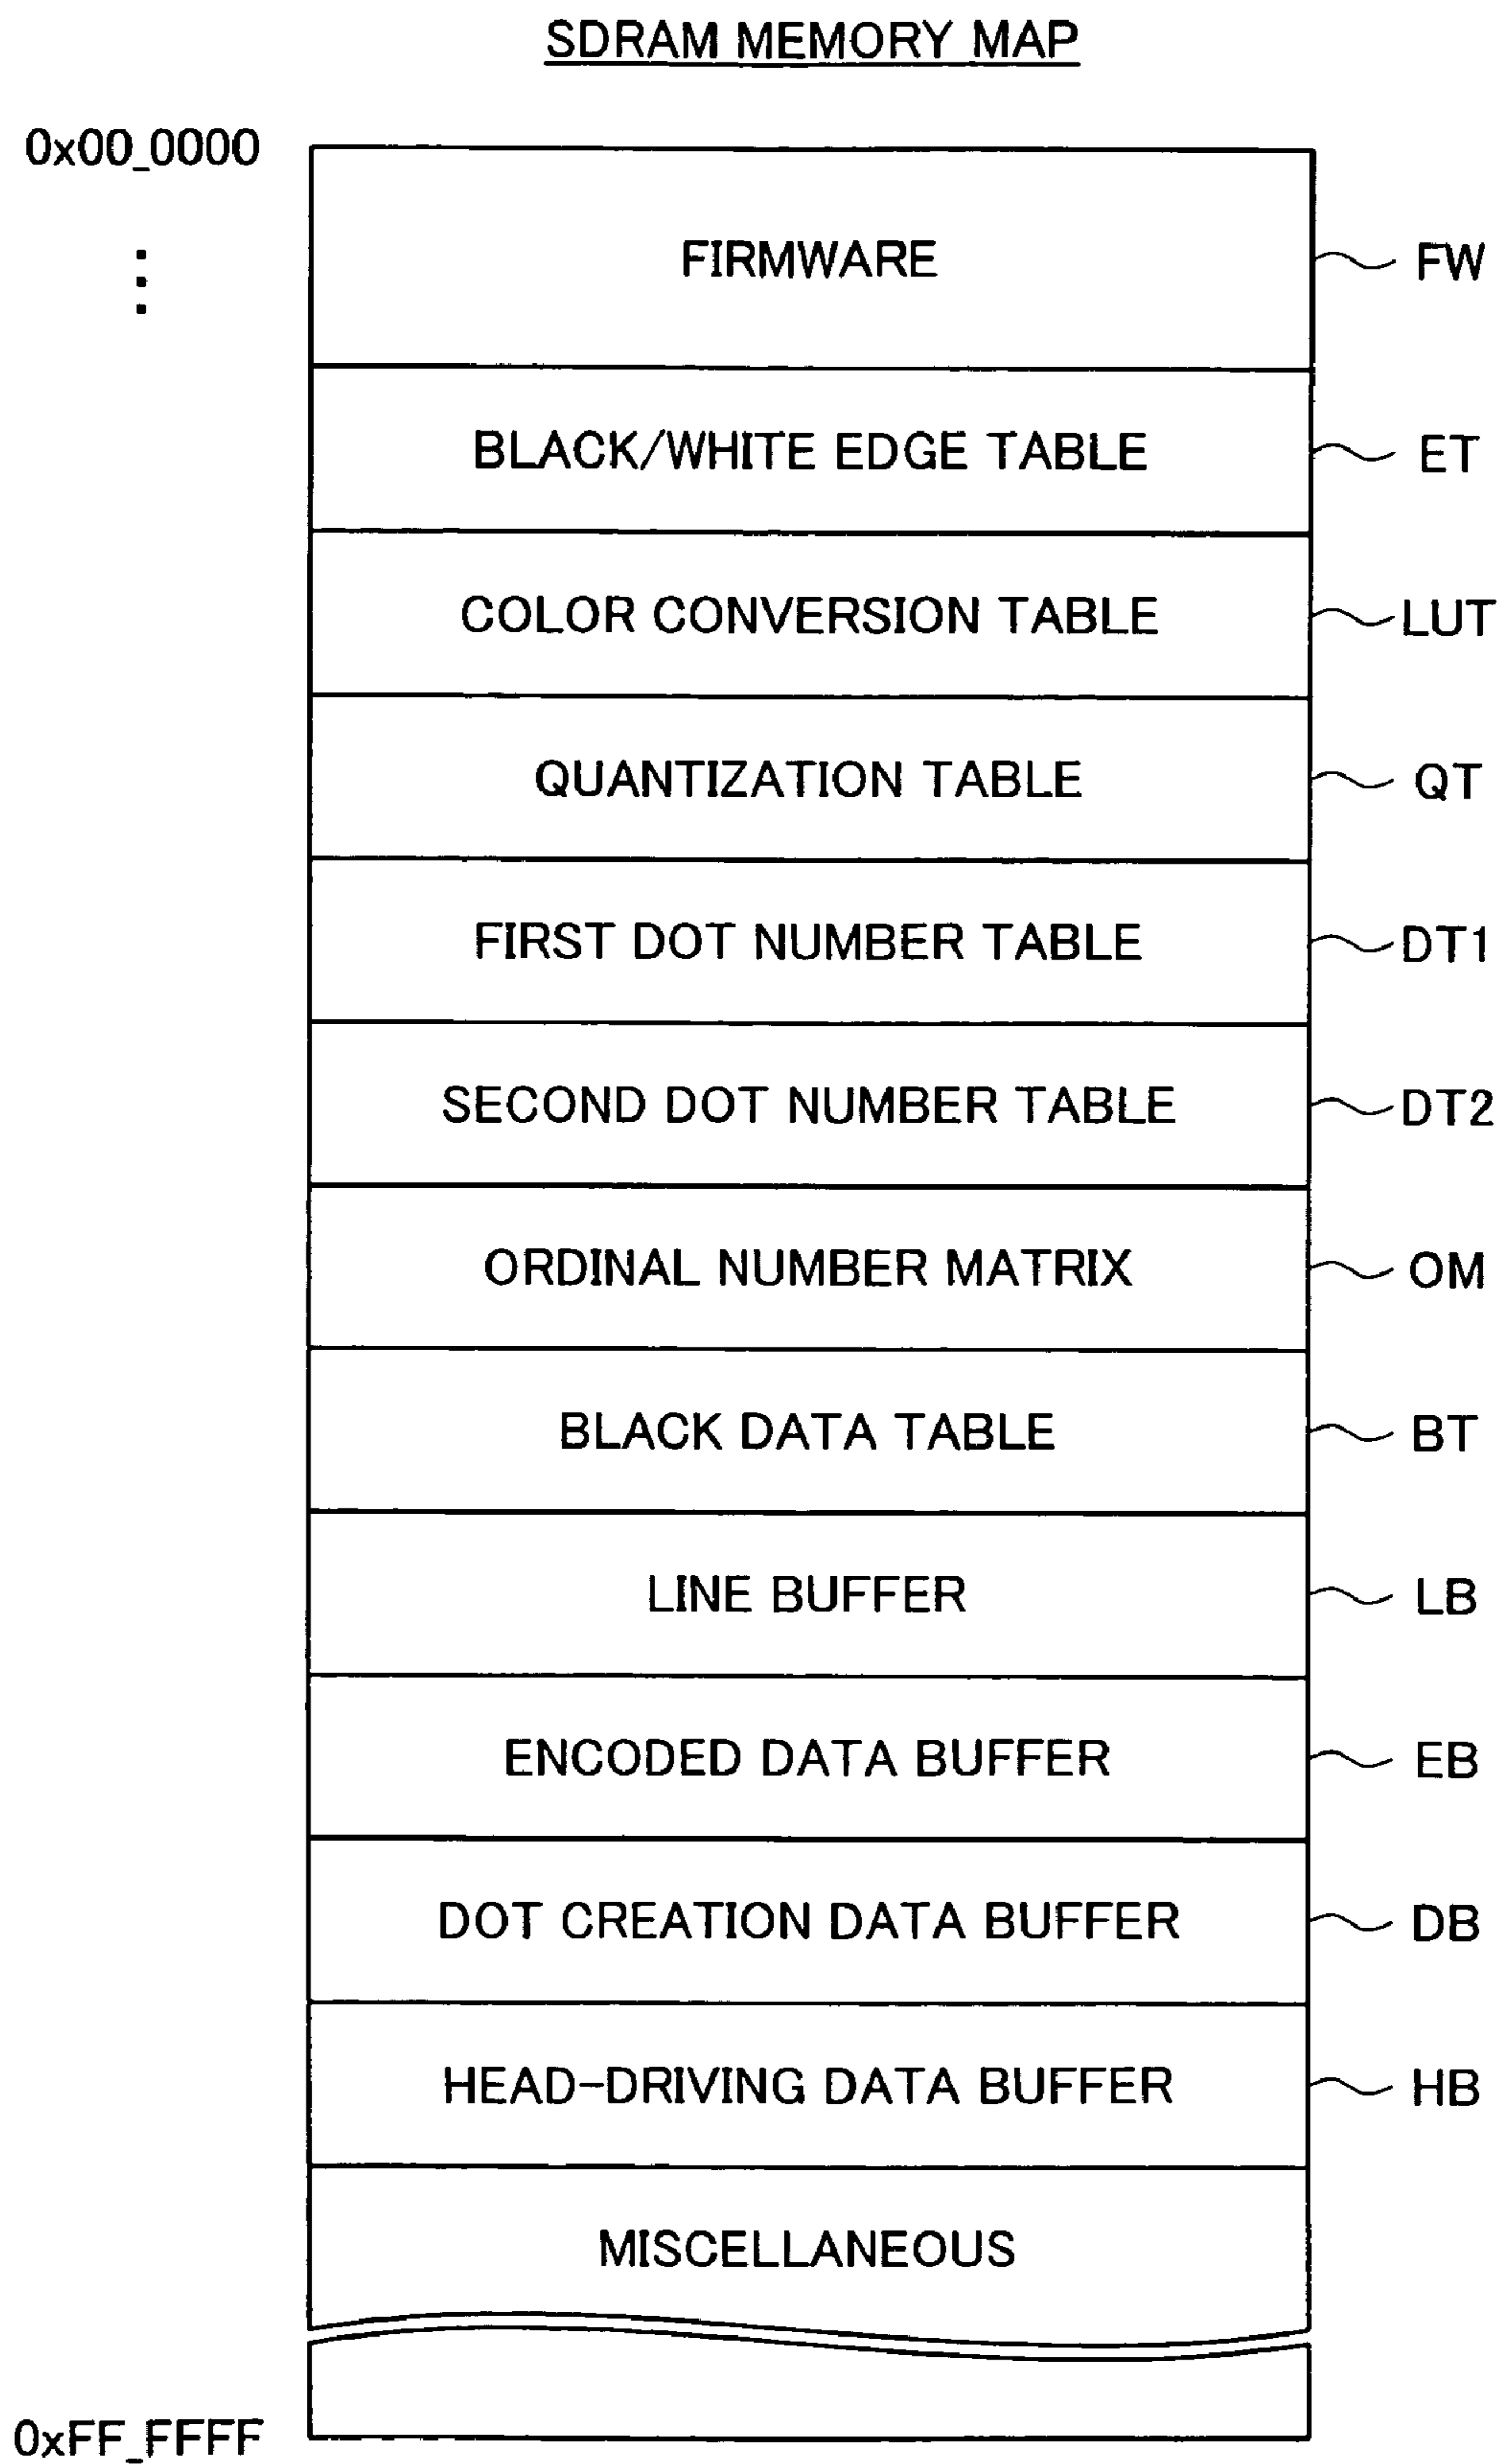 SDRAM MEMORY MAP
0x00_0000
FIRMWARE FW
BLACK/WHITE EDGE TABLE ET
COLOR CONVERSION TABLE LUT
QUANTIZATION TABLE QT
FIRST DOT NUMBER TABLE DT1
SECOND DOT NUMBER TABLE DT2
ORDINAL NUMBER MATRIX OM
BLACK DATA TABLE BT
LINE BUFFER LB
ENCODED DATA BUFFER EB
DOT CREATION DATA BUFFER DB
HEAD-DRIVING DATA BUFFER HB
MISCELLANEOUS
0xFF_FFFF